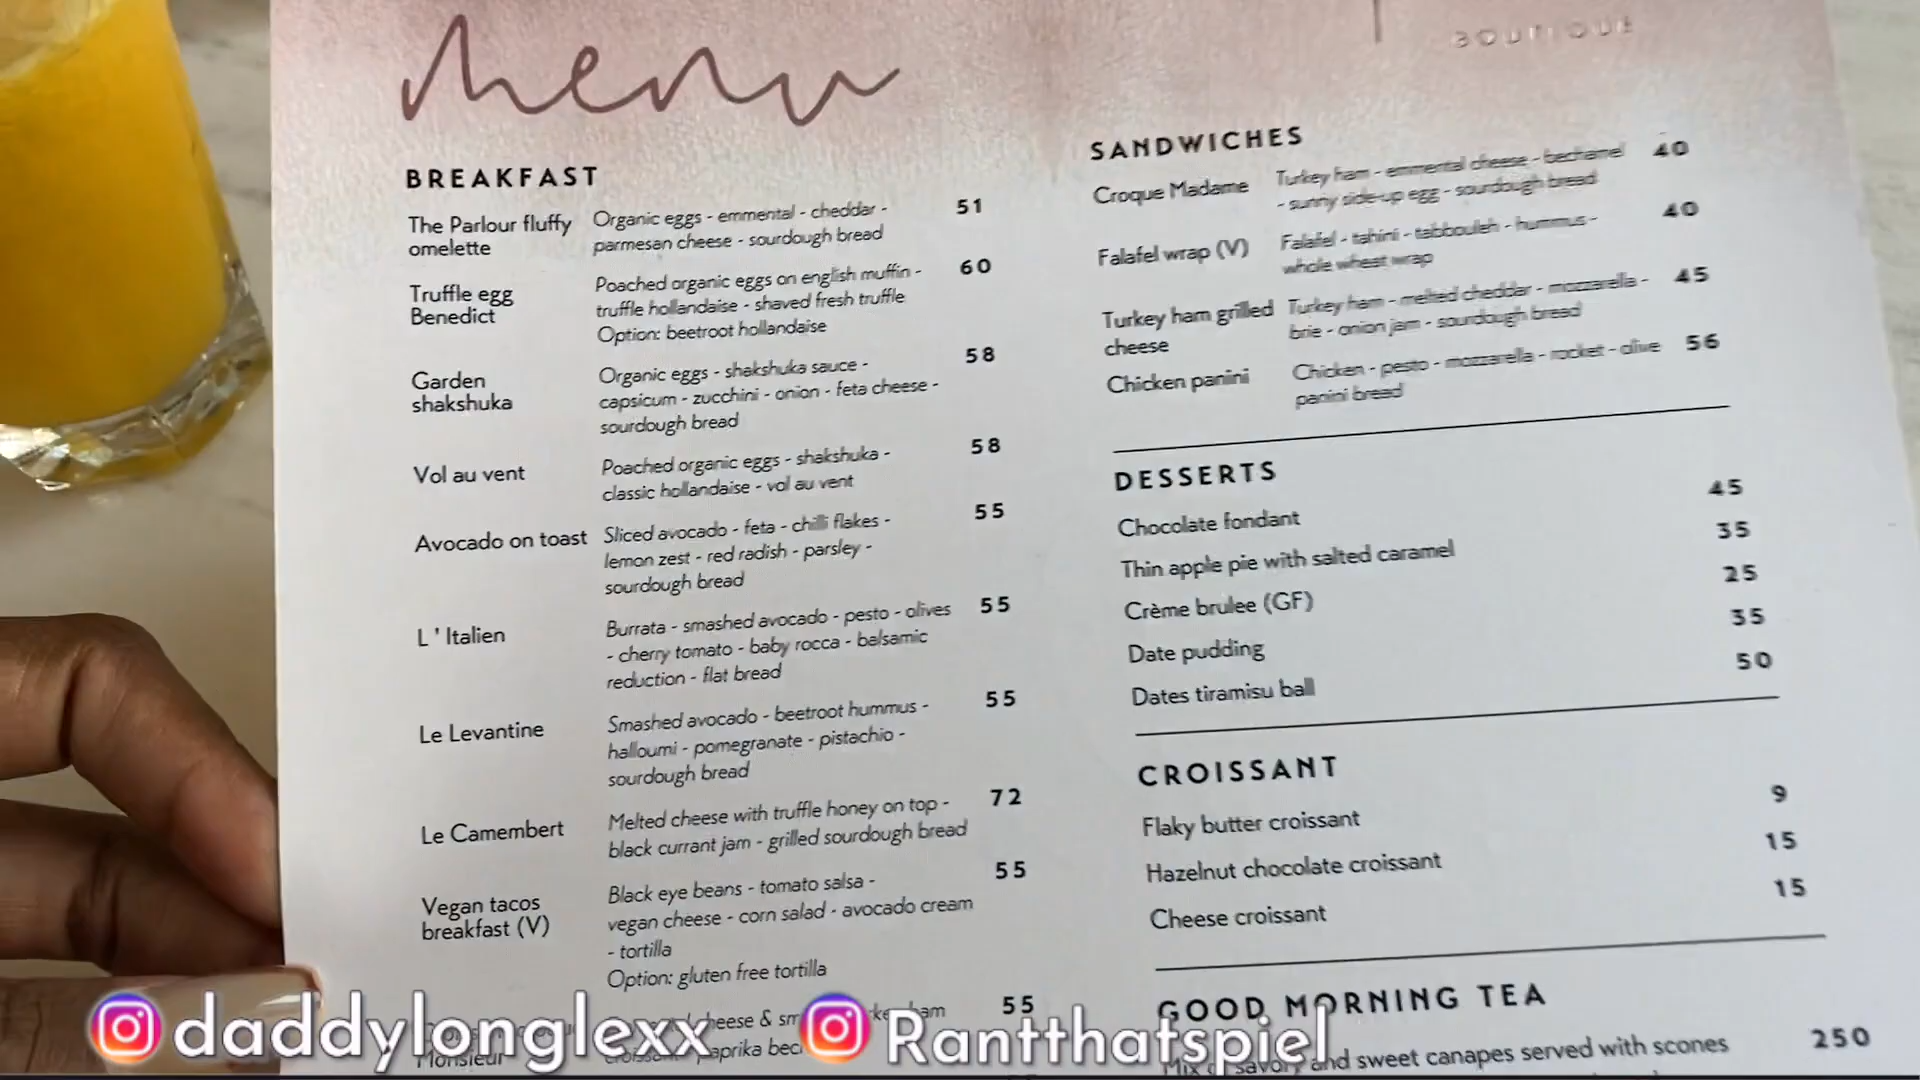 menu
BOUTIQUE
BREAKFAST
The Parlour fluffy omelette
Organic eggs - emmental - cheddar -
parmesan cheese - sourdough bread
51
Truffle egg Benedict
Poached organic eggs on english muffin -
truffle hollandaise - shaved fresh truffle
Option: beetroot hollandaise
60
Garden shakshuka
Organic eggs - shakshuka sauce -
capsicum - zucchini - onion - feta cheese -
sourdough bread
58
Vol au vent
Poached organic eggs - shakshuka -
classic hollandaise - vol au vent
58
Avocado on toast
Sliced avocado - feta - chilli flakes -
lemon zest - red radish - parsley -
sourdough bread
55
L ' Italien
Burrata - smashed avocado - pesto - olives
- cherry tomato - baby rocca - balsamic
reduction - flat bread
55
Le Levantine
Smashed avocado - beetroot hummus -
halloumi - pomegranate - pistachio -
sourdough bread
55
Le Camembert
Melted cheese with truffle honey on top -
black currant jam - grilled sourdough bread
72
Vegan tacos breakfast (V)
Black eye beans - tomato salsa -
vegan cheese - corn salad - avocado cream
- tortilla
Option: gluten free tortilla
55
Monsieur
cheese &
paprika
55
SANDWICHES
Croque Madame
Turkey ham - emmental cheese - bechamel
- sunny side-up egg - sourdough bread
40
Falafel wrap (V)
Falafel - tahini - tabbouleh - hummus -
whole wheat wrap
40
Turkey ham grilled cheese
Turkey ham - melted cheddar - mozzarella -
brie - onion jam - sourdough bread
45
Chicken panini
Chicken - pesto - mozzarella - rocket - olive
panini bread
56
DESSERTS
Chocolate fondant 45
Thin apple pie with salted caramel 35
Crème brulee (GF) 25
Date pudding 35
Dates tiramisu ball 50
CROISSANT
Flaky butter croissant 9
Hazelnut chocolate croissant 15
Cheese croissant 15
GOOD MORNING TEA
Mix of savory and sweet canapes served with scones 250
daddylonglexx
Rantthatspiel